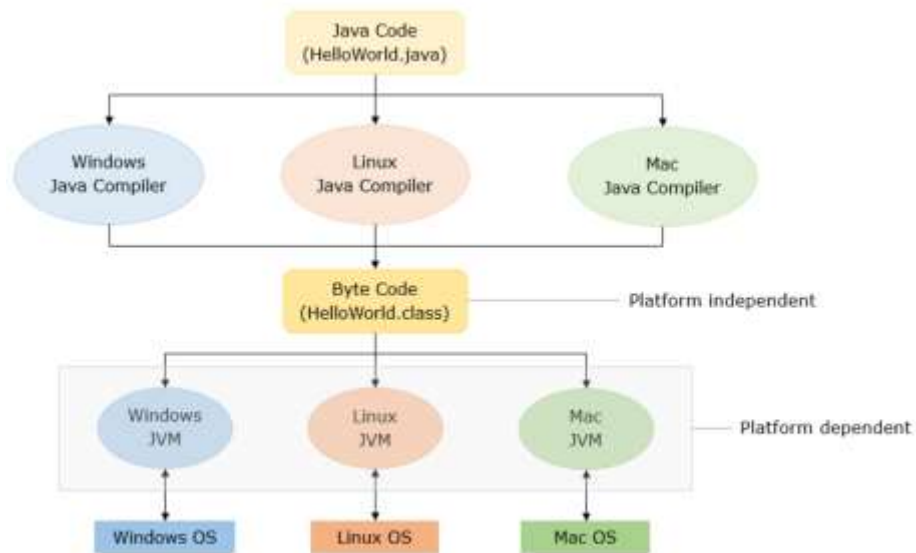 Java Code
(HelloWorld.java)
Windows
Java Compiler
Linux
Java Compiler
Mac
Java Compiler
Byte Code
(HelloWorld.class)
Platform independent
Windows
JVM
Linux
JVM
Mac
JVM
Platform dependent
Windows OS
Linux OS
Mac OS